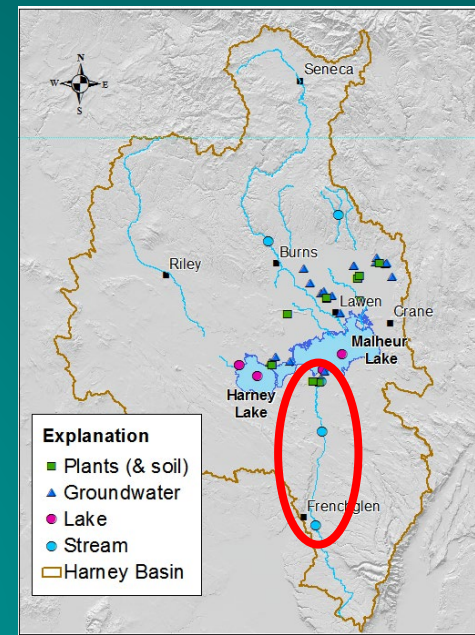 N
W E
S
Seneca
Burns
Riley
Lawen
Crane
Malheur
Lake
Harney
Lake
Frenchglen
Explanation
Plants (& soil)
Groundwater
Lake
Stream
Harney Basin